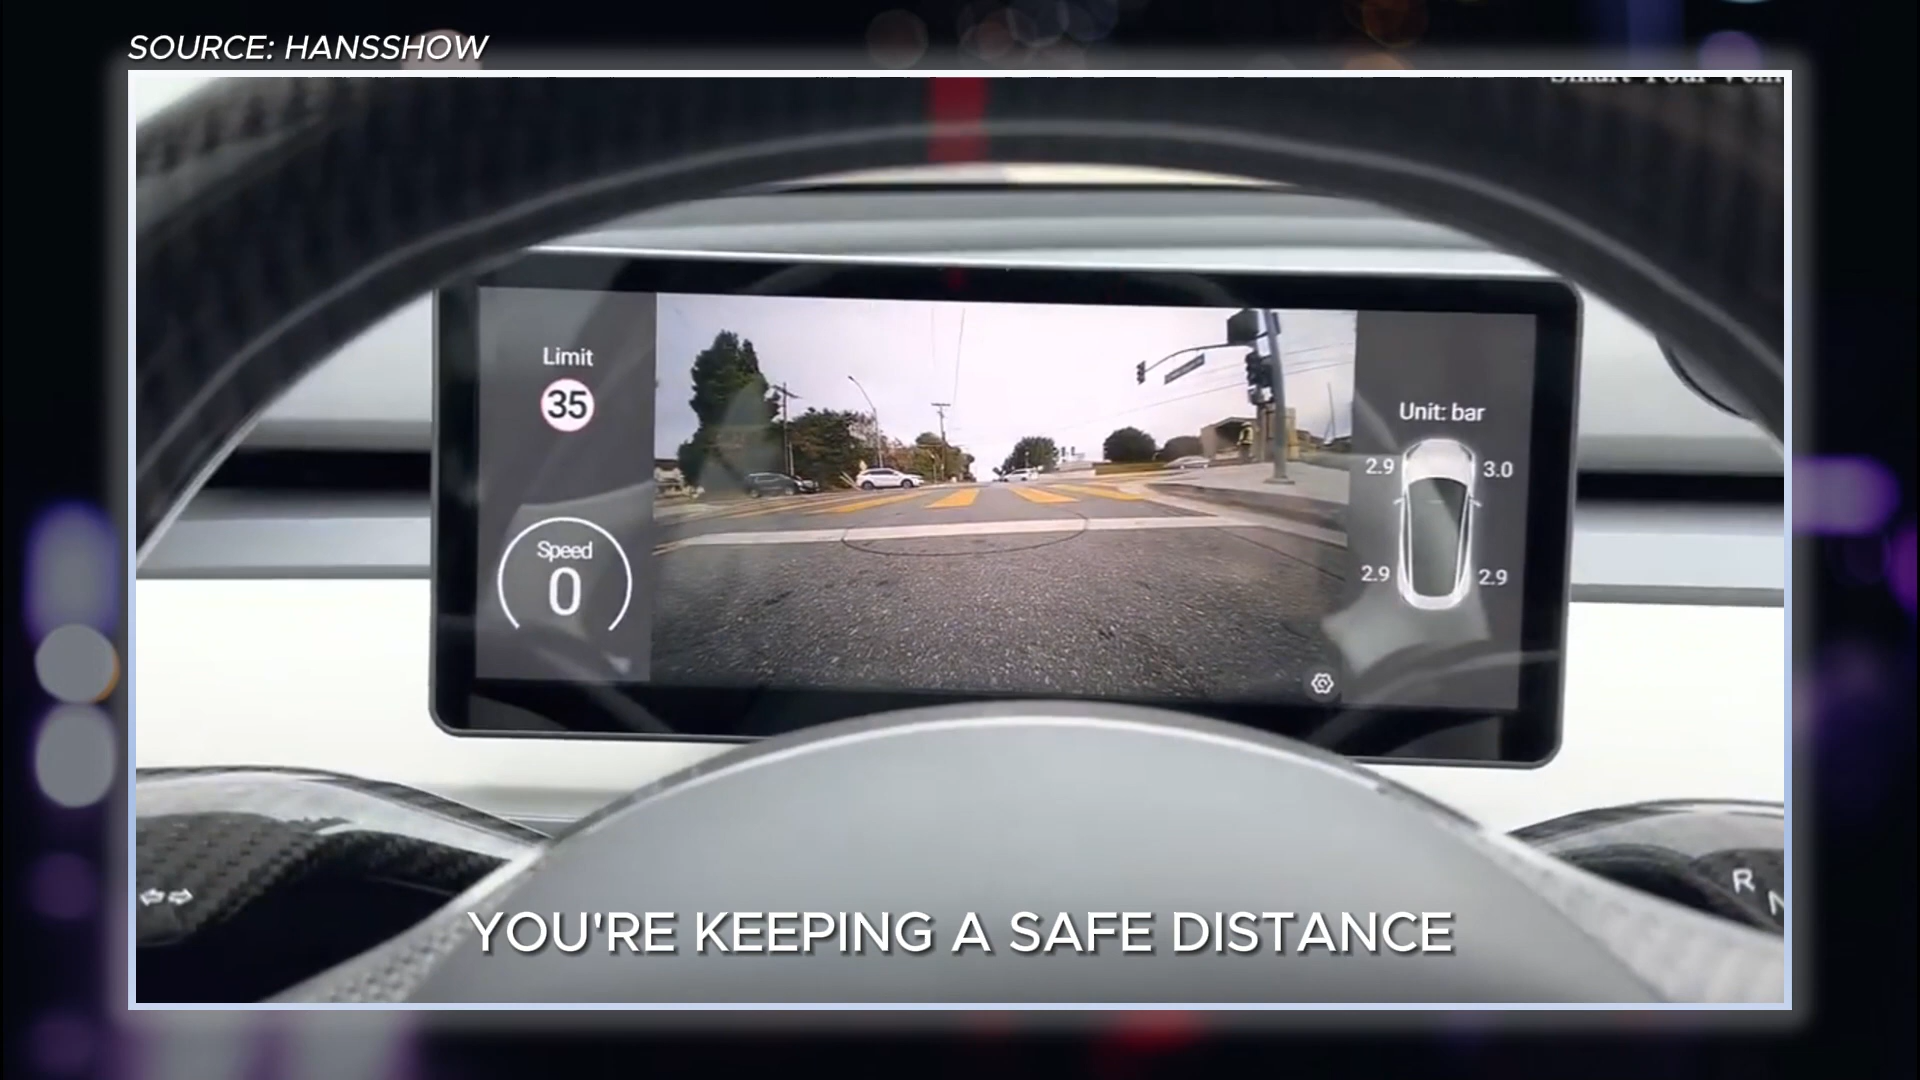 SOURCE: HANSSHOW
Limit
35
Speed
0
Unit: bar
2.9 3.0
2.9 2.9
R
N
YOU'RE KEEPING A SAFE DISTANCE